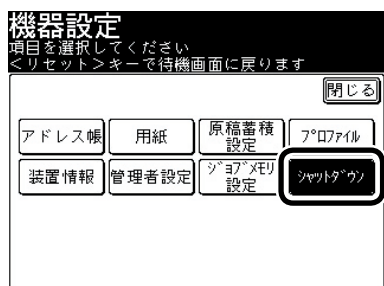 機器設定
項目を選択してください
<リセット>キーで待機画面に戻ります
閉じる
アドレス帳 用紙 原稿蓄積設定 プロファイル
装置情報 管理者設定 ジョブメモリ設定 シャットダウン